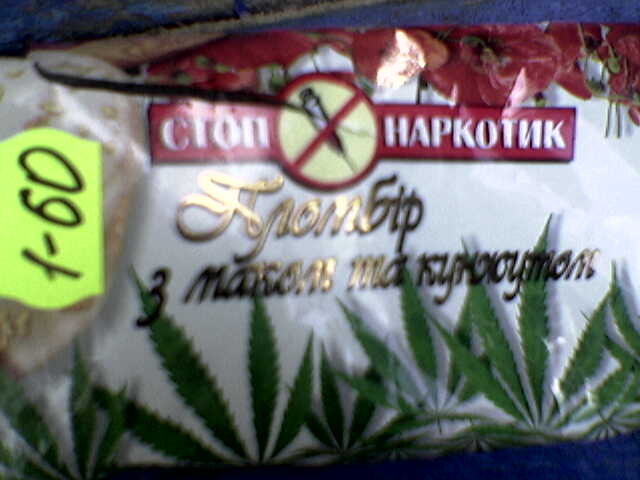 СТОП НАРКОТИК
Пломбір
з маком та кунжутом
1-60